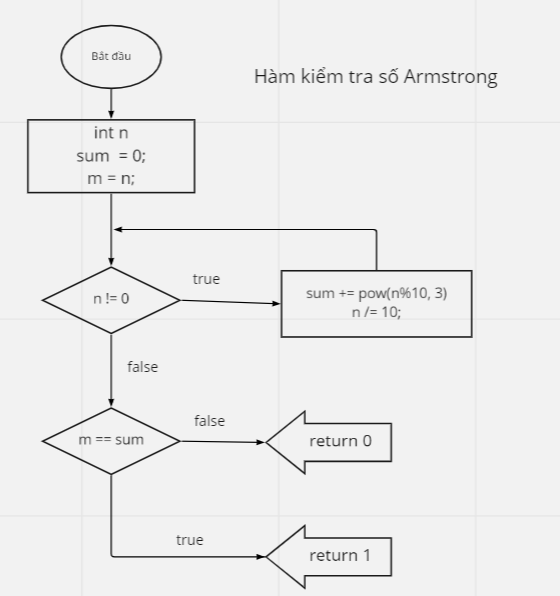 Bắt đầu
Hàm kiểm tra số Armstrong
int n
sum = 0;
m = n;
n != 0
true
sum += pow(n%10, 3)
n /= 10;
false
m == sum
false
return 0
true
return 1